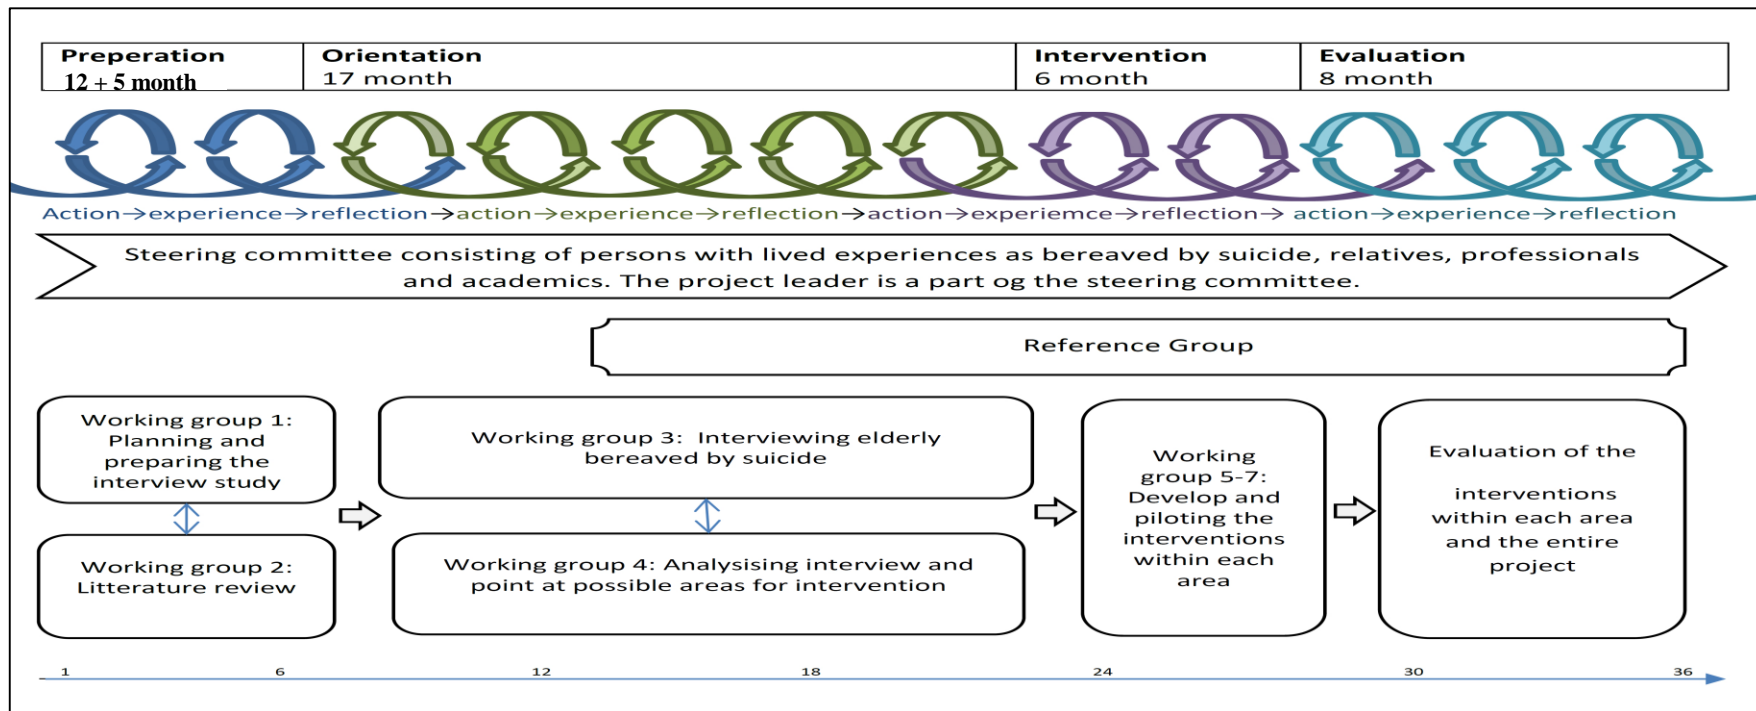 Preperation
12 + 5 month
Orientation
17 month
Intervention
6 month
Evaluation
8 month
Action→experience→reflection→action→experience→reflection→action→experiemce→reflection→ action→experience→reflection
Steering committee consisting of persons with lived experiences as bereaved by suicide, relatives, professionals
and academics. The project leader is a part og the steering committee.
Reference Group
Working group 1:
Planning and
preparing the
interview study
Working group 2:
Litterature review
Working group 3:  Interviewing elderly
bereaved by suicide
Working group 4: Analysising interview and
point at possible areas for intervention
Working
group 5-7:
Develop and
piloting the
interventions
within each
area
Evaluation of the
interventions
within each area
and the entire
project
1 6 12 18 24 30 36